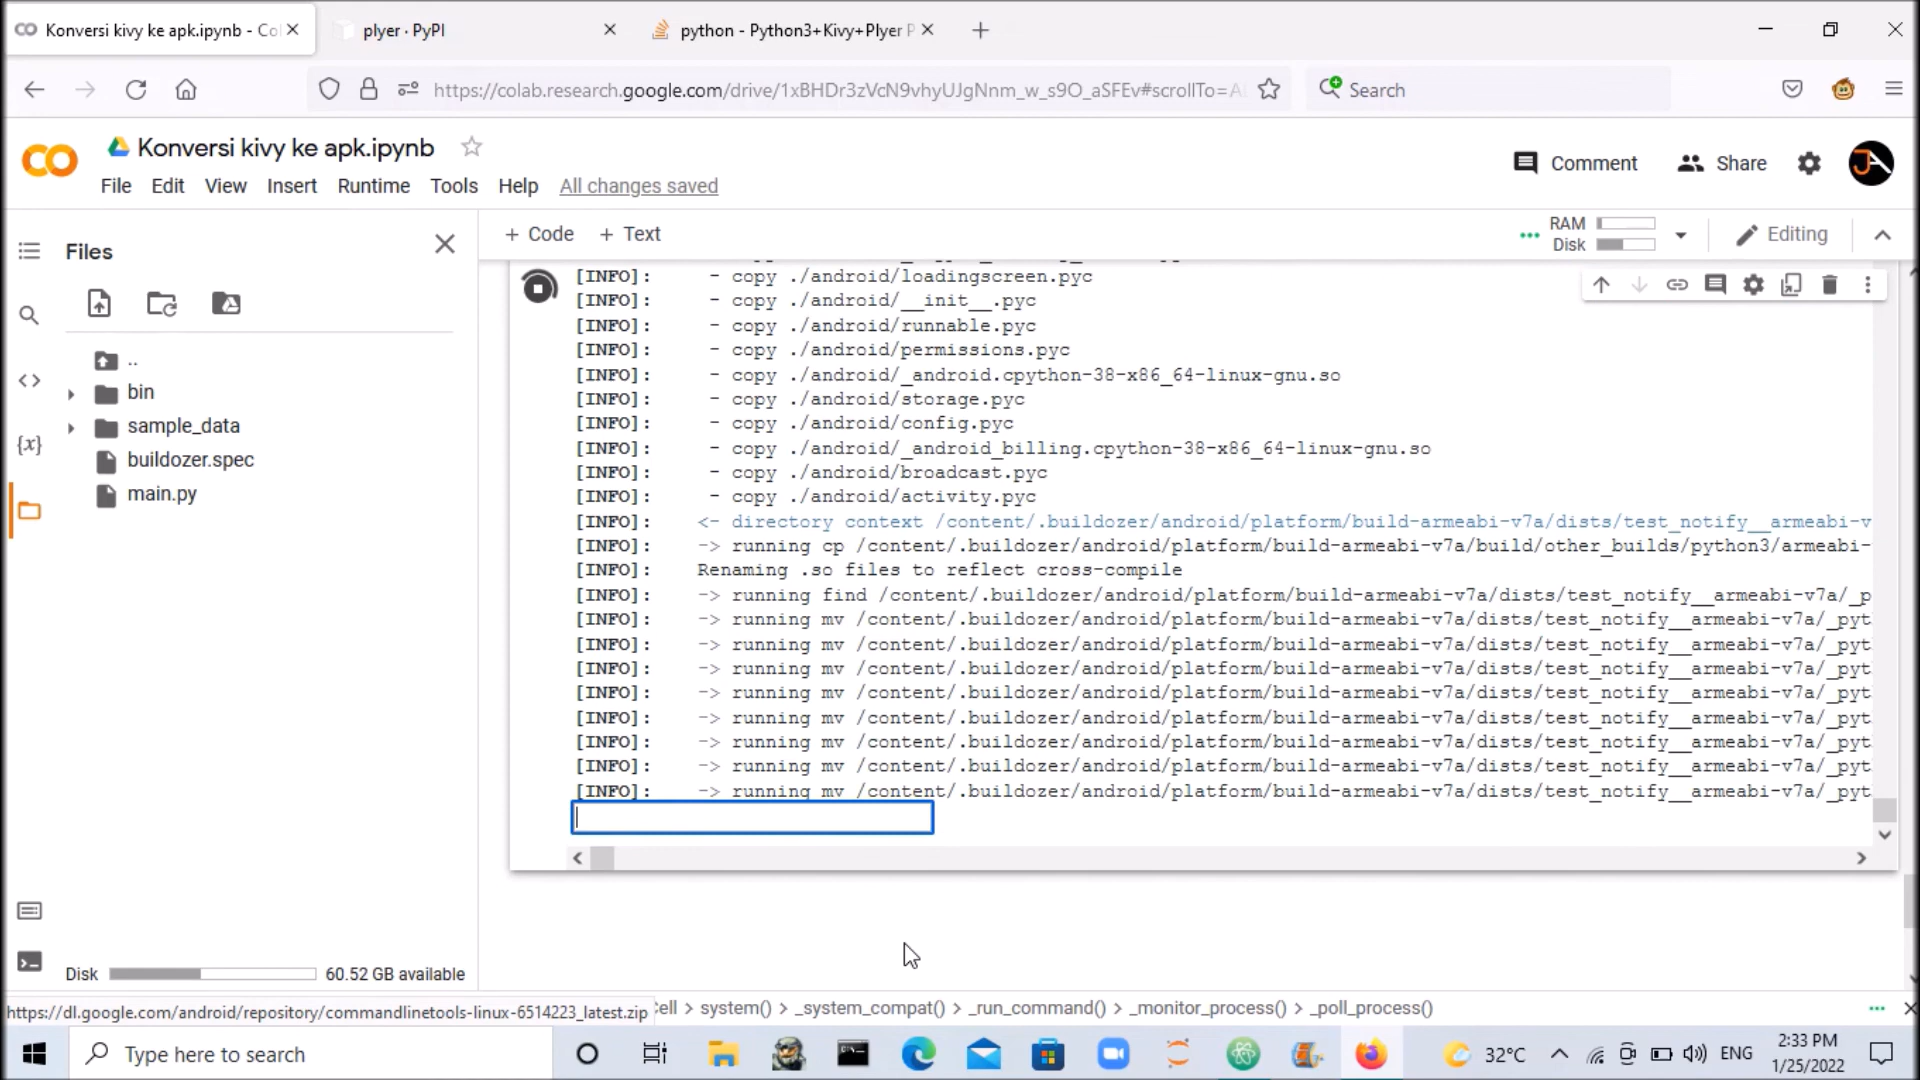 Konversi kivy ke apk.ipynb - Co
plyer · PyPI
python - Python3+Kivy+Plyer P
https://colab.research.google.com/drive/1xBHDr3zVcN9vhyUJgNnm_w_s9O_aSFEv#scrollTo=A
Search
Konversi kivy ke apk.ipynb
Comment
Share
JA
File Edit View Insert Runtime Tools Help All changes saved
Files
+ Code + Text
RAM
Disk
Editing
..
bin
sample_data
buildozer.spec
main.py
[INFO]: - copy ./android/loadingscreen.pyc
[INFO]: - copy ./android/__init__.pyc
[INFO]: - copy ./android/runnable.pyc
[INFO]: - copy ./android/permissions.pyc
[INFO]: - copy ./android/_android.cpython-38-x86_64-linux-gnu.so
[INFO]: - copy ./android/storage.pyc
[INFO]: - copy ./android/config.pyc
[INFO]: - copy ./android/_android_billing.cpython-38-x86_64-linux-gnu.so
[INFO]: - copy ./android/broadcast.pyc
[INFO]: - copy ./android/activity.pyc
[INFO]: <- directory context /content/.buildozer/android/platform/build-armeabi-v7a/dists/test_notify__armeabi-v
[INFO]: -> running cp /content/.buildozer/android/platform/build-armeabi-v7a/build/other_builds/python3/armeabi-
[INFO]: Renaming .so files to reflect cross-compile
[INFO]: -> running find /content/.buildozer/android/platform/build-armeabi-v7a/dists/test_notify__armeabi-v7a/_p
[INFO]: -> running mv /content/.buildozer/android/platform/build-armeabi-v7a/dists/test_notify__armeabi-v7a/_pyt
[INFO]: -> running mv /content/.buildozer/android/platform/build-armeabi-v7a/dists/test_notify__armeabi-v7a/_pyt
[INFO]: -> running mv /content/.buildozer/android/platform/build-armeabi-v7a/dists/test_notify__armeabi-v7a/_pyt
[INFO]: -> running mv /content/.buildozer/android/platform/build-armeabi-v7a/dists/test_notify__armeabi-v7a/_pyt
[INFO]: -> running mv /content/.buildozer/android/platform/build-armeabi-v7a/dists/test_notify__armeabi-v7a/_pyt
[INFO]: -> running mv /content/.buildozer/android/platform/build-armeabi-v7a/dists/test_notify__armeabi-v7a/_pyt
[INFO]: -> running mv /content/.buildozer/android/platform/build-armeabi-v7a/dists/test_notify__armeabi-v7a/_pyt
[INFO]: -> running mv /content/.buildozer/android/platform/build-armeabi-v7a/dists/test_notify__armeabi-v7a/_pyt
Disk 60.52 GB available
https://dl.google.com/android/repository/commandlinetools-linux-6514223_latest.zip
ell > system() > _system_compat() > _run_command() > _monitor_process() > _poll_process()
Type here to search
32°C
ENG
2:33 PM
1/25/2022